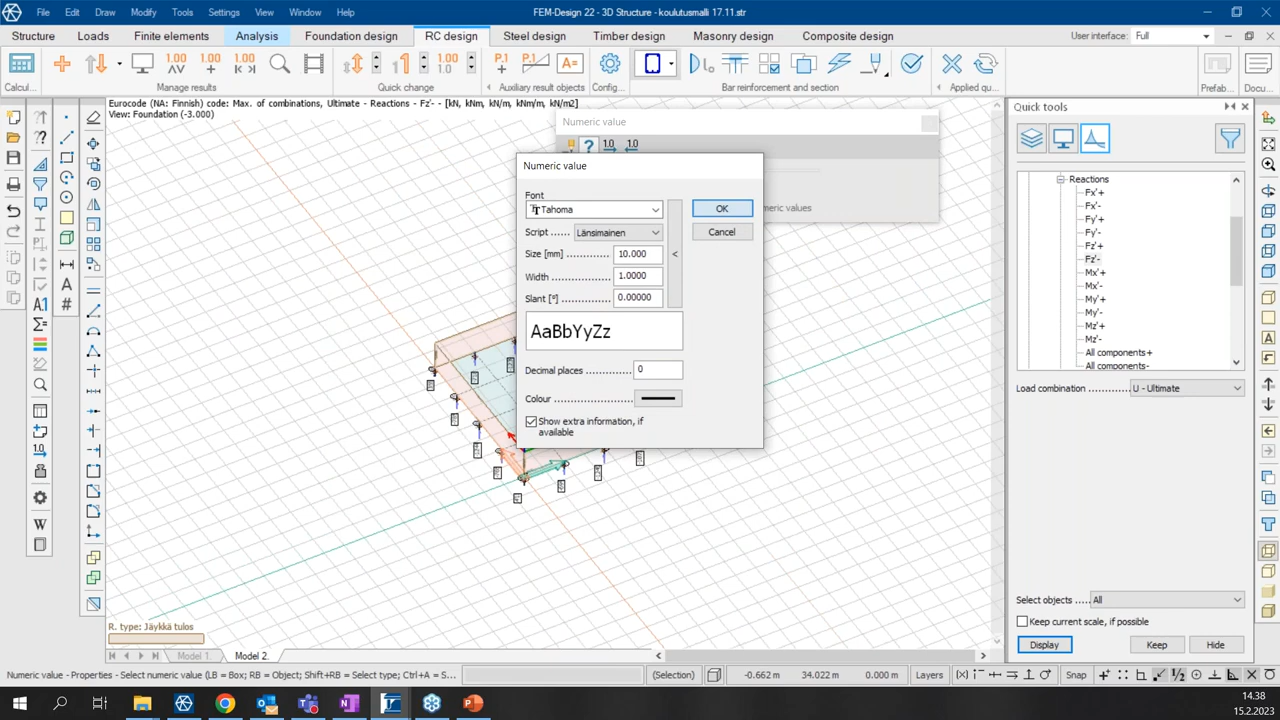 File Edit Draw Modify Tools Settings View Window Help
FEM-Design 22 - 3D Structure - koulutusmalli 17.11.str
Structure Loads Finite elements Analysis Foundation design RC design Steel design Timber design Masonry design Composite design
User interface: Full
Calcul... Manage results Quick change Auxiliary result objects Config... Bar reinforcement and section Applied qu... Prefab... Docu...
Eurocode (NA: Finnish) code: Max. of combinations, Ultimate - Reactions - Fz'- - [kN, kNm, kN/m, kNm/m, kN/m2]
View: Foundation (-3.000)
Numeric value
Numeric value
Font
Tahoma
OK
Script Länsimainen
Cancel
Size [mm] 10.000
Width 1.0000
Slant [°] 0.00000
AaBbYyZz
Decimal places 0
Colour
Show extra information, if
available
meric values
Quick tools
Reactions
Fx'+
Fx'-
Fy'+
Fy'-
Fz'+
Fz'-
Mx'+
Mx'-
My'+
My'-
Mz'+
Mz'-
All components+
All components-
Load combination U - Ultimate
Select objects All
Keep current scale, if possible
Display Keep Hide
R. type: Jäykkä tulos
Model 1. Model 2.
Numeric value - Properties - Select numeric value (LB = Box; RB = Object; Shift+RB = Select type; Ctrl+A = S...
(Selection) -0.662 m 34.022 m 0.000 m Layers Snap
14.38
15.2.2023